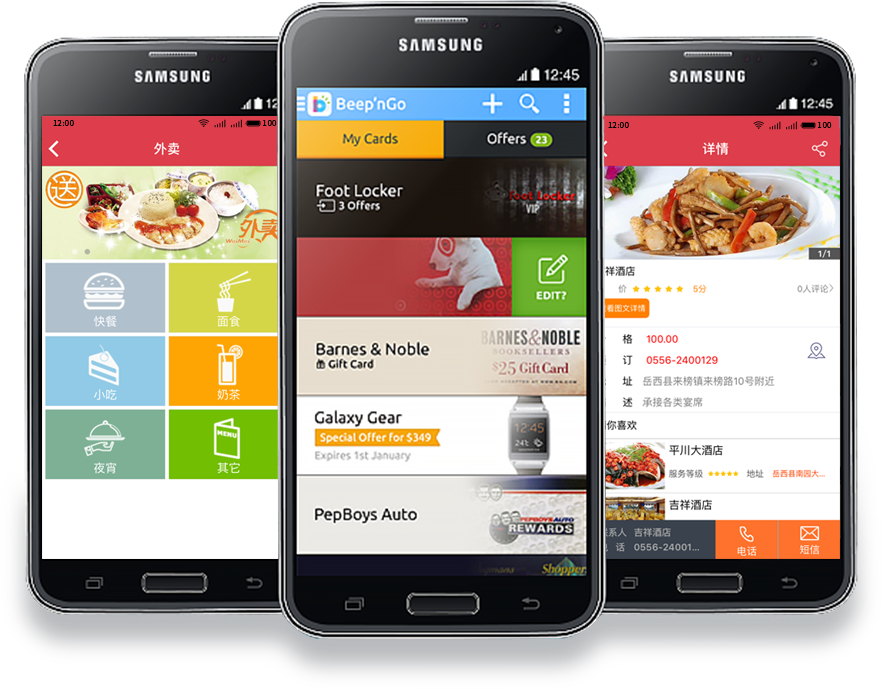 SAMSUNG
12
12:00
100
外卖
送
外卖
WaiMai
快餐
面食
小吃
奶茶
夜宵
MENU
其它
SAMSUNG
12:45
Beep'nGo
My Cards
Offers 23
Foot Locker
3 Offers
Foot Locker
VIP
EDIT?
Barnes & Noble
Gift Card
BARNES&NOBLE
BOOKSELLERS
$25 Gift Card
Galaxy Gear
Special Offer for $349
Expires 1st January
12:45
24°
PepBoys Auto
PEPBOYS AUTO
REWARDS
Shopper
SAMSUNG
12:45
12:00
100
详情
1/1
祥酒店
价
5分
0人评论
看图文详情
格 100.00
订 0556-2400129
址 岳西县来榜镇来榜路10号附近
述 承接各类宴席
你喜欢
平川大酒店
服务等级 地址 岳西县南园大...
吉祥酒店
系人 吉祥酒店
话 0556-24001...
电话
短信